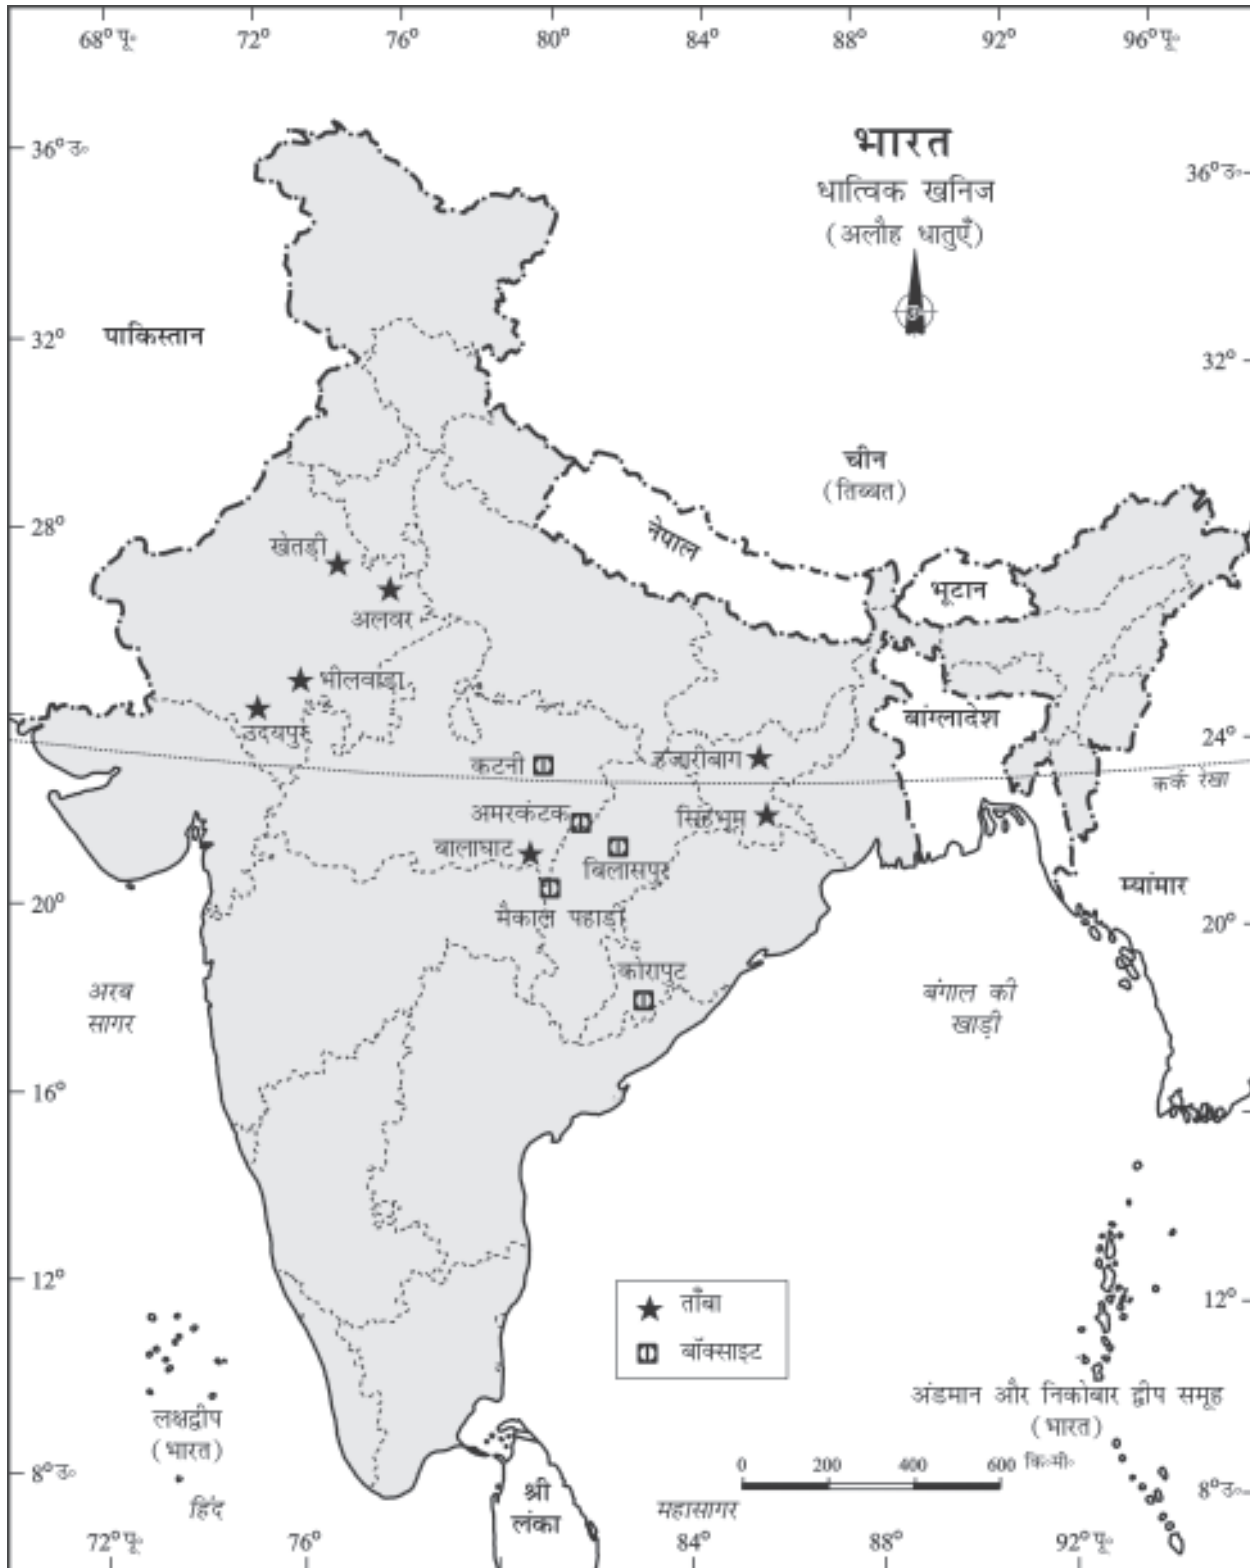 68° पू॰
72°
76°
80°
84°
88°
92°
96° पू॰
भारत
धात्विक खनिज
(अलौह धातुएँ)
उ
36° उ॰
36° उ॰
पाकिस्तान
32°
32°
चीन
(तिब्बत)
नेपाल
28°
भूटान
खेतड़ी
अलवर
भीलवाड़ा
उदयपुर
बांग्लादेश
24°
कर्क रेखा
कटनी
हजारीबाग
अमरकंटक
सिंहभूम
बालाघाट
बिलासपुर
मैकाल पहाड़ी
म्यांमार
20°
20°
कोरापुट
अरब
सागर
बंगाल की
खाड़ी
16°
12°
12°
ताँबा
बॉक्साइट
लक्षद्वीप
(भारत)
अंडमान और निकोबार द्वीप समूह
(भारत)
0 200 400 600 कि॰मी॰
8° उ॰
8° उ॰
हिंद
श्री
लंका
महासागर
72° पू॰
76°
84°
88°
92° पू॰